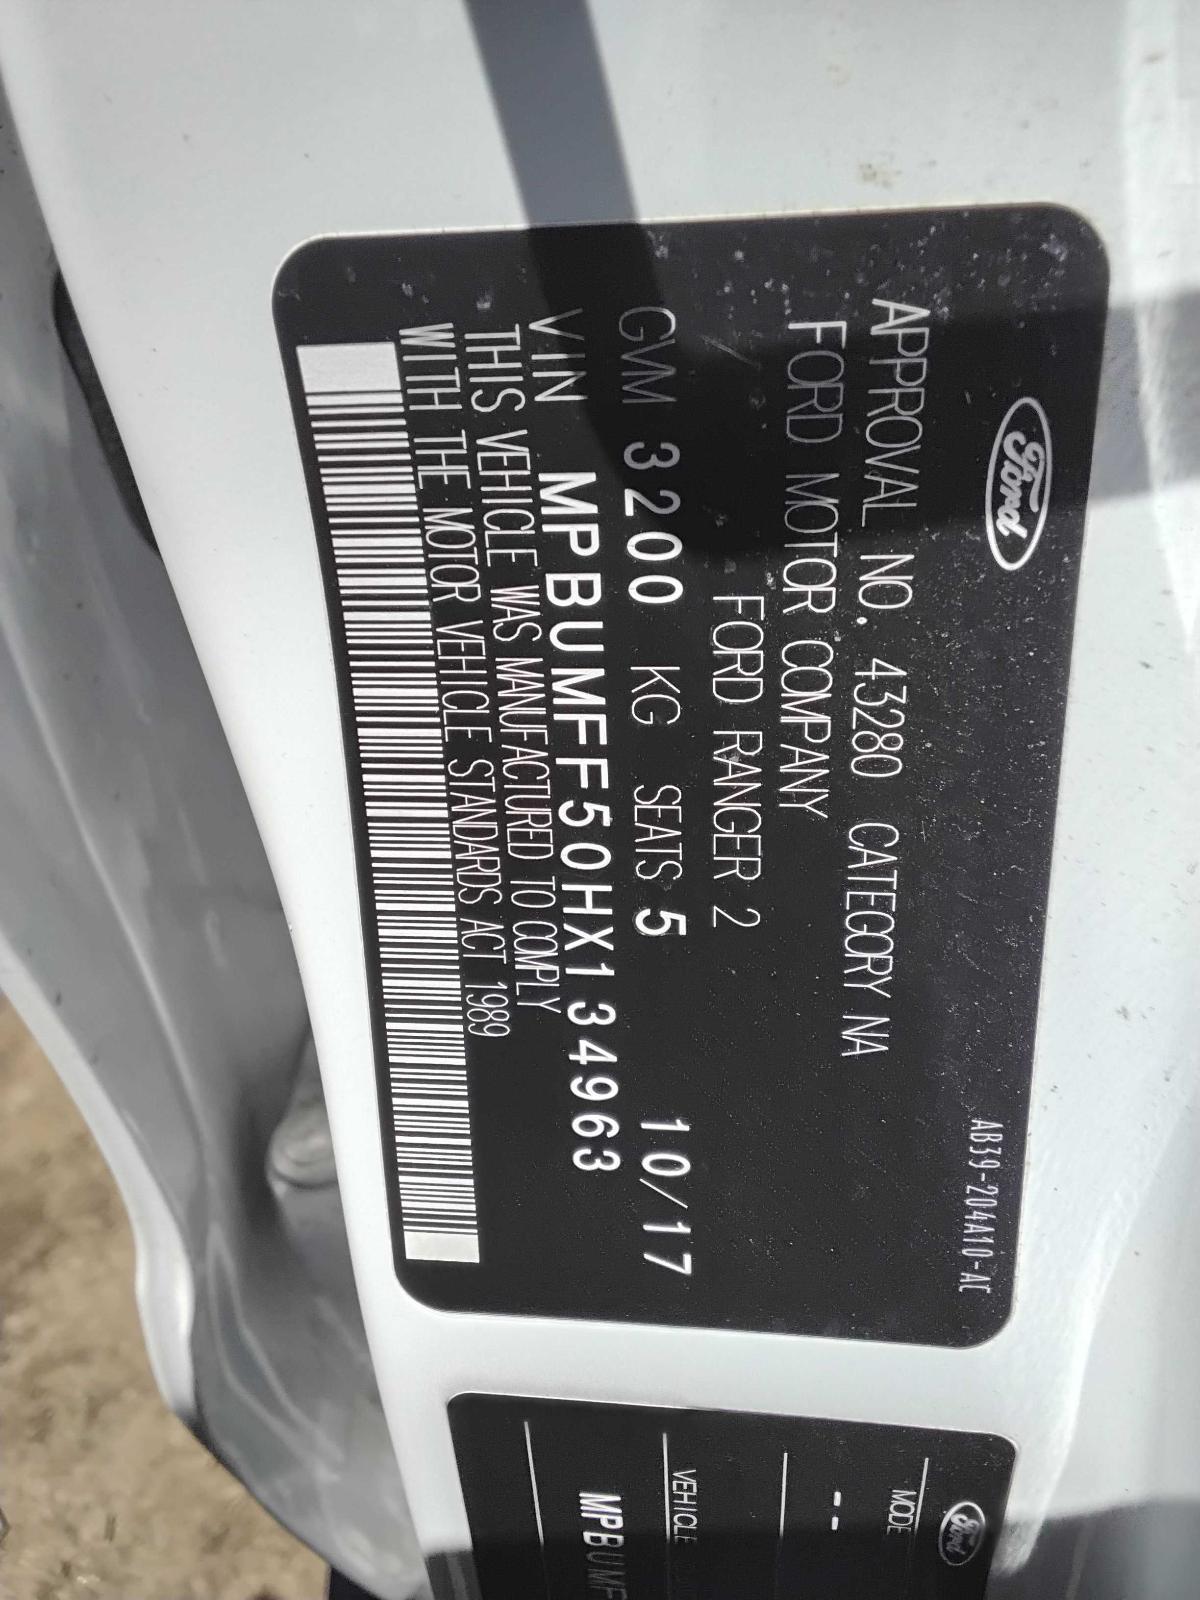 Ford
AB39-204A10-AC
APPROVAL NO. 43280 CATEGORY NA
FORD MOTOR COMPANY
FORD RANGER 2
GVM 3200 KG SEATS 5 10/17
VIN MPBUMFF50HX134963
THIS VEHICLE WAS MANUFACTURED TO COMPLY
WITH THE MOTOR VEHICLE STANDARDS ACT 1989
Ford
MODE
--
VEHICLE
MPBUMF